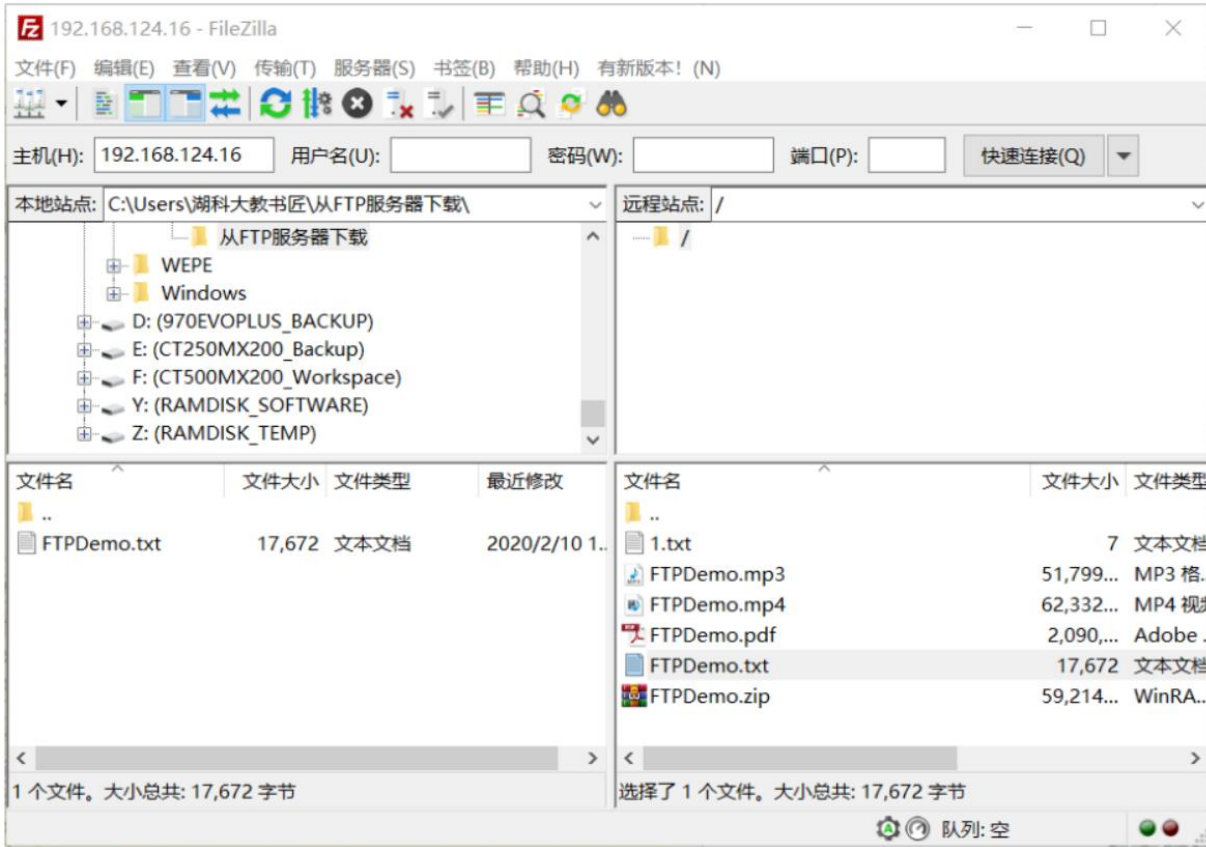 192.168.124.16 - FileZilla
文件(F) 编辑(E) 查看(V) 传输(T) 服务器(S) 书签(B) 帮助(H) 有新版本！(N)
主机(H): 192.168.124.16 用户名(U): 密码(W): 端口(P): 快速连接(Q)
本地站点: C:\Users\湖科大教书匠\从FTP服务器下载\
从FTP服务器下载
WEPE
Windows
D: (970EVOPLUS_BACKUP)
E: (CT250MX200_Backup)
F: (CT500MX200_Workspace)
Y: (RAMDISK_SOFTWARE)
Z: (RAMDISK_TEMP)
远程站点: /
/
文件名 文件大小 文件类型 最近修改
..
FTPDemo.txt 17,672 文本文档 2020/2/10 1..
1 个文件。大小总共: 17,672 字节
文件名 文件大小 文件类型
..
1.txt 7 文本文档
FTPDemo.mp3 51,799... MP3 格..
FTPDemo.mp4 62,332... MP4 视频
FTPDemo.pdf 2,090,... Adobe .
FTPDemo.txt 17,672 文本文档
FTPDemo.zip 59,214... WinRA..
选择了 1 个文件。大小总共: 17,672 字节
队列: 空